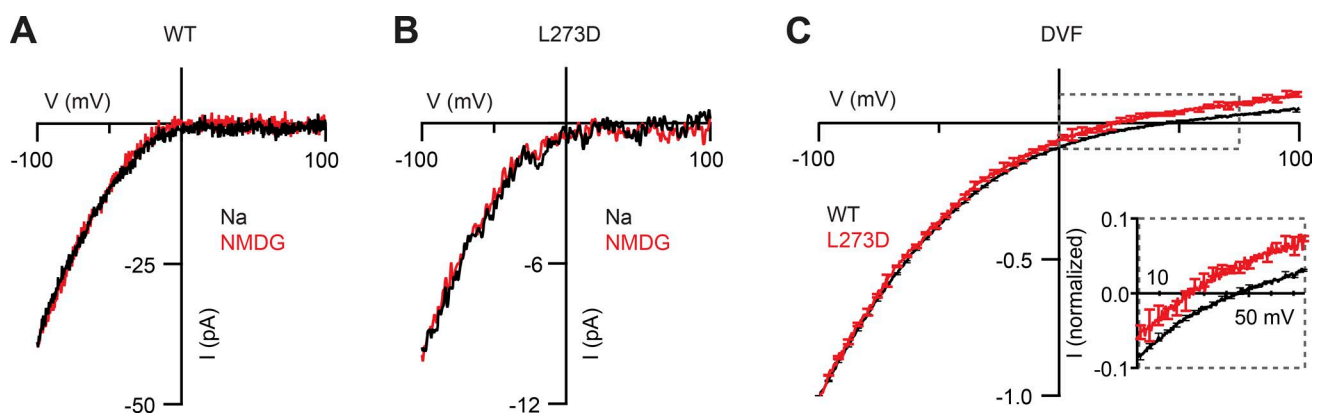 A
WT
V (mV)
-100
100
Na
NMDG
-25
I (pA)
-50
B
L273D
V (mV)
-100
100
Na
NMDG
-6
I (pA)
-12
C
DVF
V (mV)
-100
100
WT
L273D
-0.5
-1.0
0.1
10
0.0
50 mV
I (normalized)
-0.1